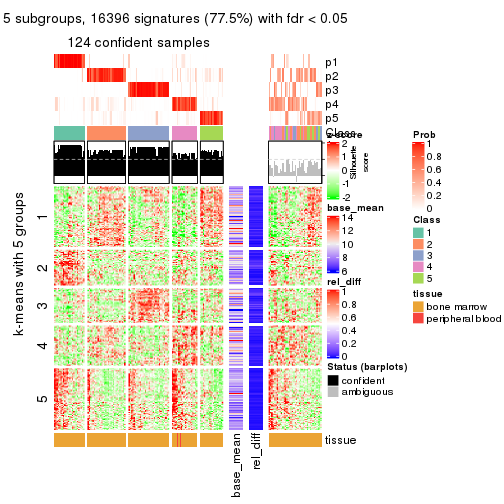 5 subgroups, 16396 signatures (77.5%) with fdr < 0.05
124 confident samples
p1
p2
p3
p4
p5
Class
Silhouette
score
k-means with 5 groups
1
2
3
4
5
base_mean
rel_diff
tissue
z-score
2
1
0
-1
-2
base_mean
14
12
10
8
6
rel_diff
1
0.8
0.6
0.4
0.2
0
Status (barplots)
confident
ambiguous
Prob
1
0.8
0.6
0.4
0.2
0
Class
1
2
3
4
5
tissue
bone marrow
peripheral blood